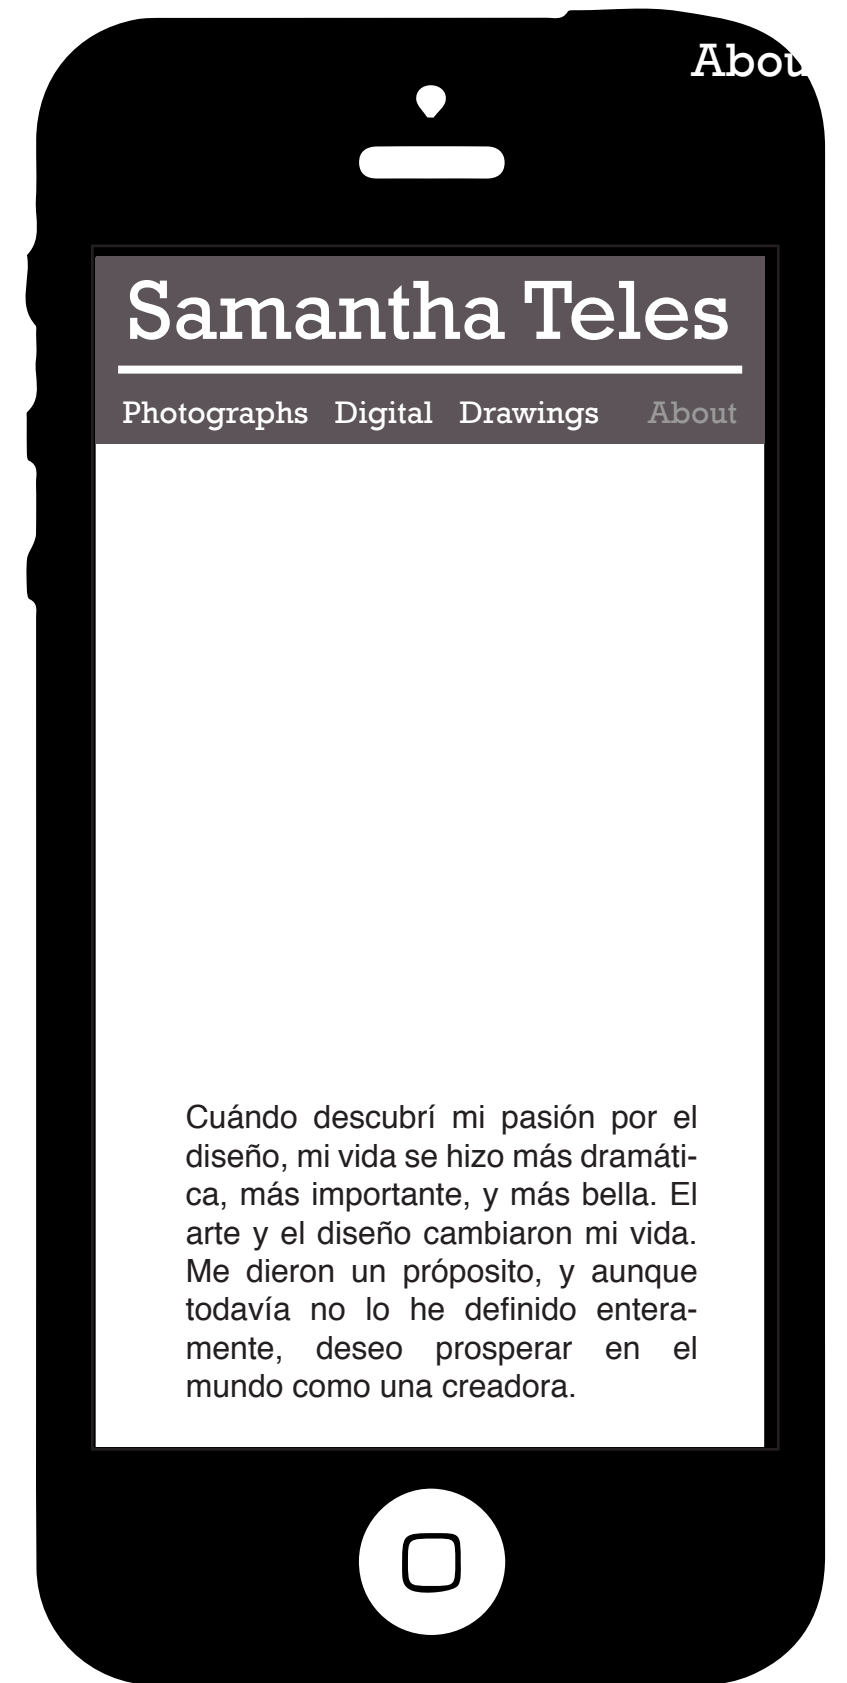 Samantha Teles
Photographs Digital Drawings About
Cuándo descubrí mi pasión por el
diseño, mi vida se hizo más dramáti-
ca, más importante, y más bella. El
arte y el diseño cambiaron mi vida.
Me dieron un próposito, y aunque
todavía no lo he definido entera-
mente, deseo prosperar en el
mundo como una creadora.